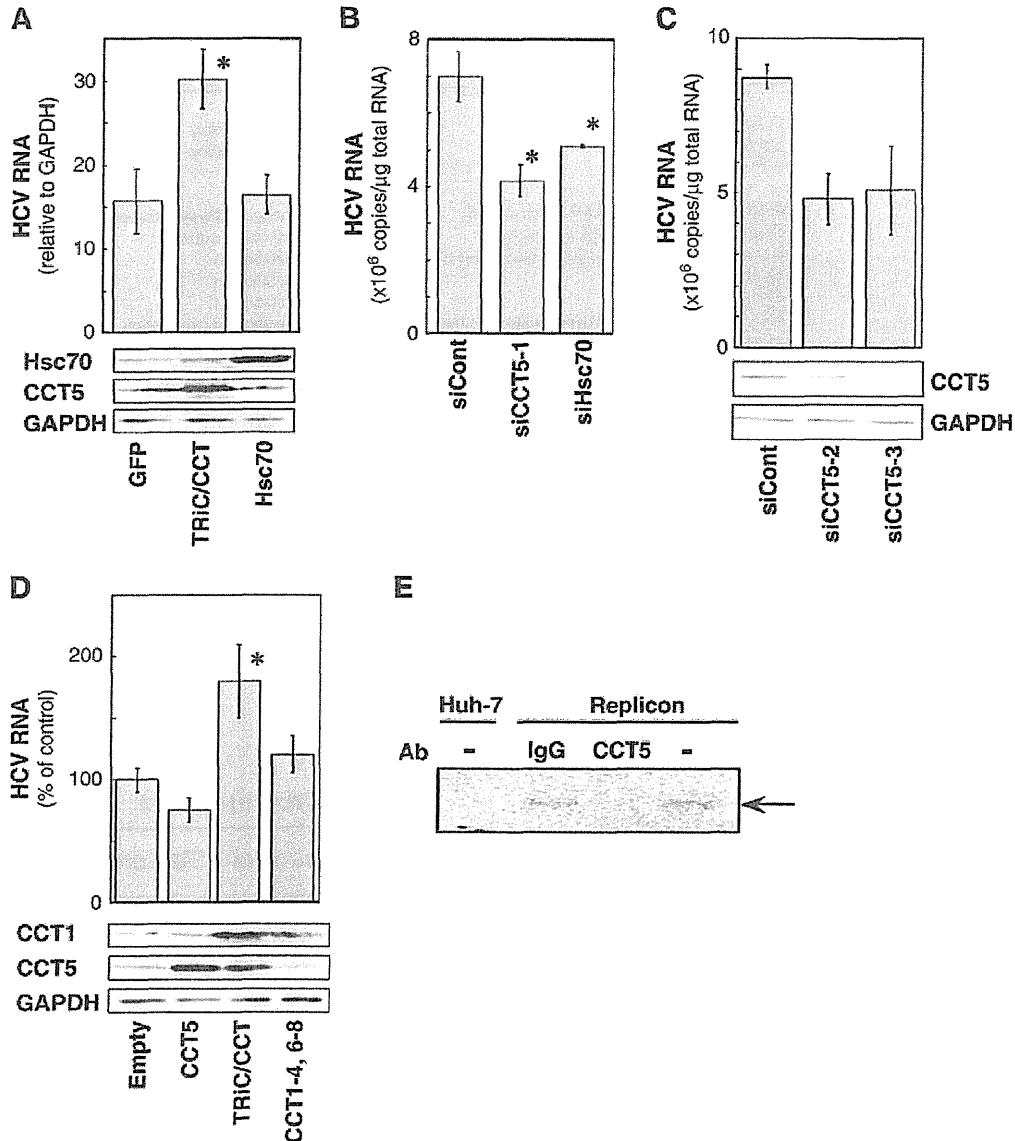 A
HCV RNA
(relative to GAPDH)
30
20
10
0
*
Hsc70
CCT5
GAPDH
GFP
TRiC/CCT
Hsc70
B
HCV RNA
(x10⁶ copies/μg total RNA)
8
4
0
*
*
siCont
siCCT5-1
siHsc70
C
HCV RNA
(x10⁶ copies/μg total RNA)
10
5
0
CCT5
GAPDH
siCont
siCCT5-2
siCCT5-3
D
HCV RNA
(% of control)
200
100
0
*
CCT1
CCT5
GAPDH
Empty
CCT5
TRiC/CCT
CCT1-4, 6-8
E
Huh-7 Replicon
Ab - IgG CCT5 -